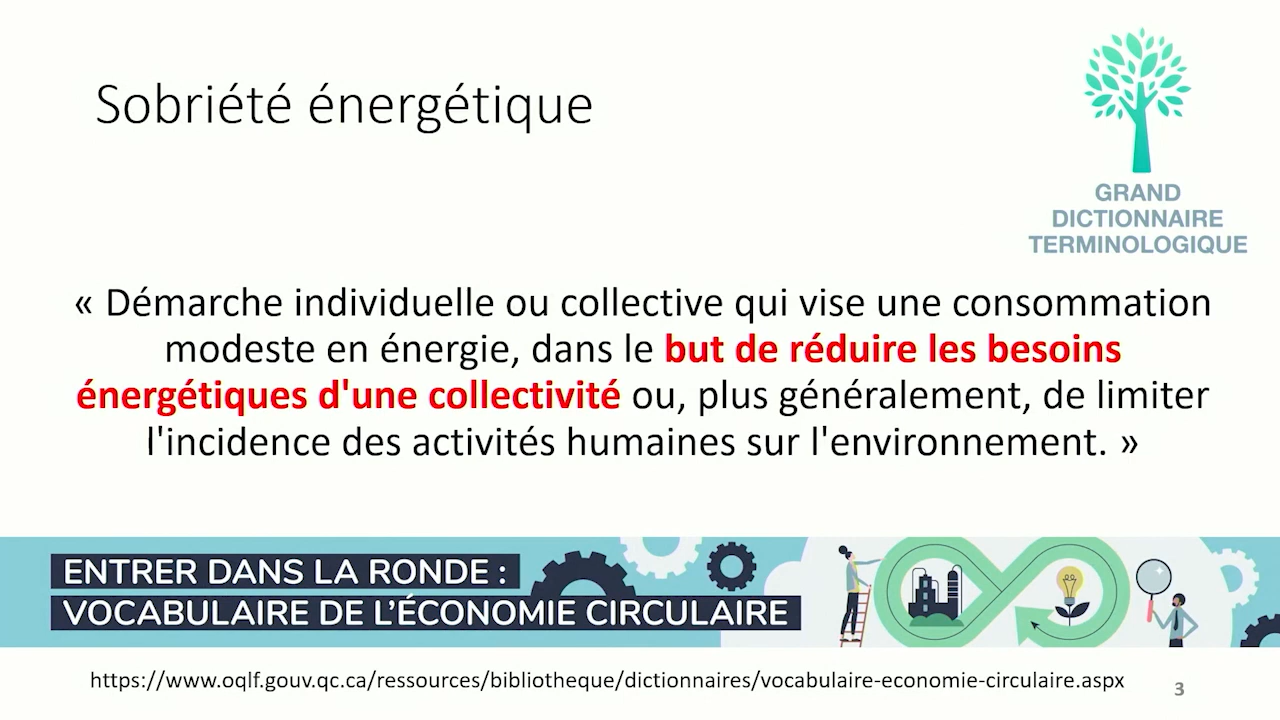 Sobriété énergétique
GRAND
DICTIONNAIRE
TERMINOLOGIQUE
« Démarche individuelle ou collective qui vise une consommation
modeste en énergie, dans le but de réduire les besoins
énergétiques d'une collectivité ou, plus généralement, de limiter
l'incidence des activités humaines sur l'environnement. »
ENTRER DANS LA RONDE :
VOCABULAIRE DE L'ÉCONOMIE CIRCULAIRE
https://www.oqlf.gouv.qc.ca/ressources/bibliotheque/dictionnaires/vocabulaire-economie-circulaire.aspx
3